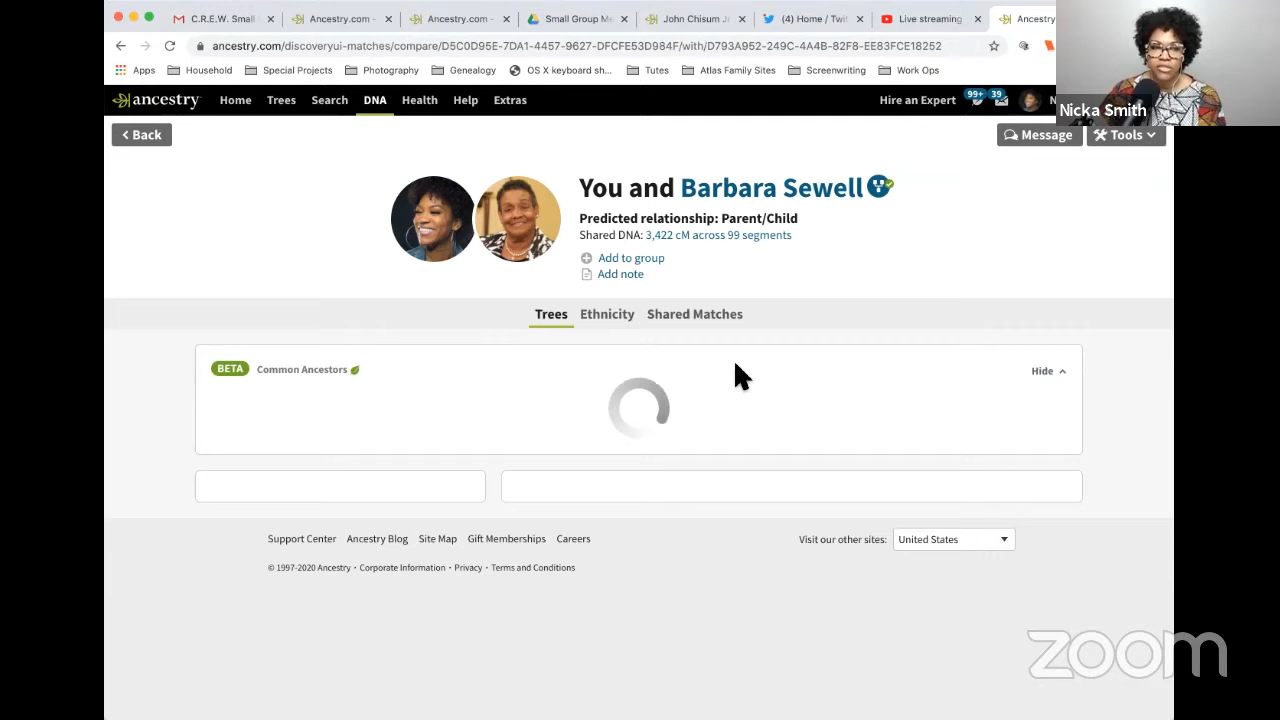 C.R.E.W. Small
Ancestry.com -
Ancestry.com -
Small Group Me
John Chisum J
(4) Home / Twit
Live streaming
Ancestry
ancestry.com/discoveryui-matches/compare/D5C0D95E-7DA1-4457-9627-DFCFE53D984F/with/D793A952-249C-4A4B-82F8-EE83FCE18252
Apps Household Special Projects Photography Genealogy OS X keyboard sh... Tutes Atlas Family Sites Screenwriting Work Ops
ancestry Home Trees Search DNA Health Help Extras Hire an Expert 99+ 39 N
Nicka Smith
Back Message Tools
You and Barbara Sewell
Predicted relationship: Parent/Child
Shared DNA: 3,422 cM across 99 segments
Add to group
Add note
Trees Ethnicity Shared Matches
BETA Common Ancestors Hide
Support Center Ancestry Blog Site Map Gift Memberships Careers Visit our other sites: United States
© 1997-2020 Ancestry · Corporate Information · Privacy · Terms and Conditions
zoom